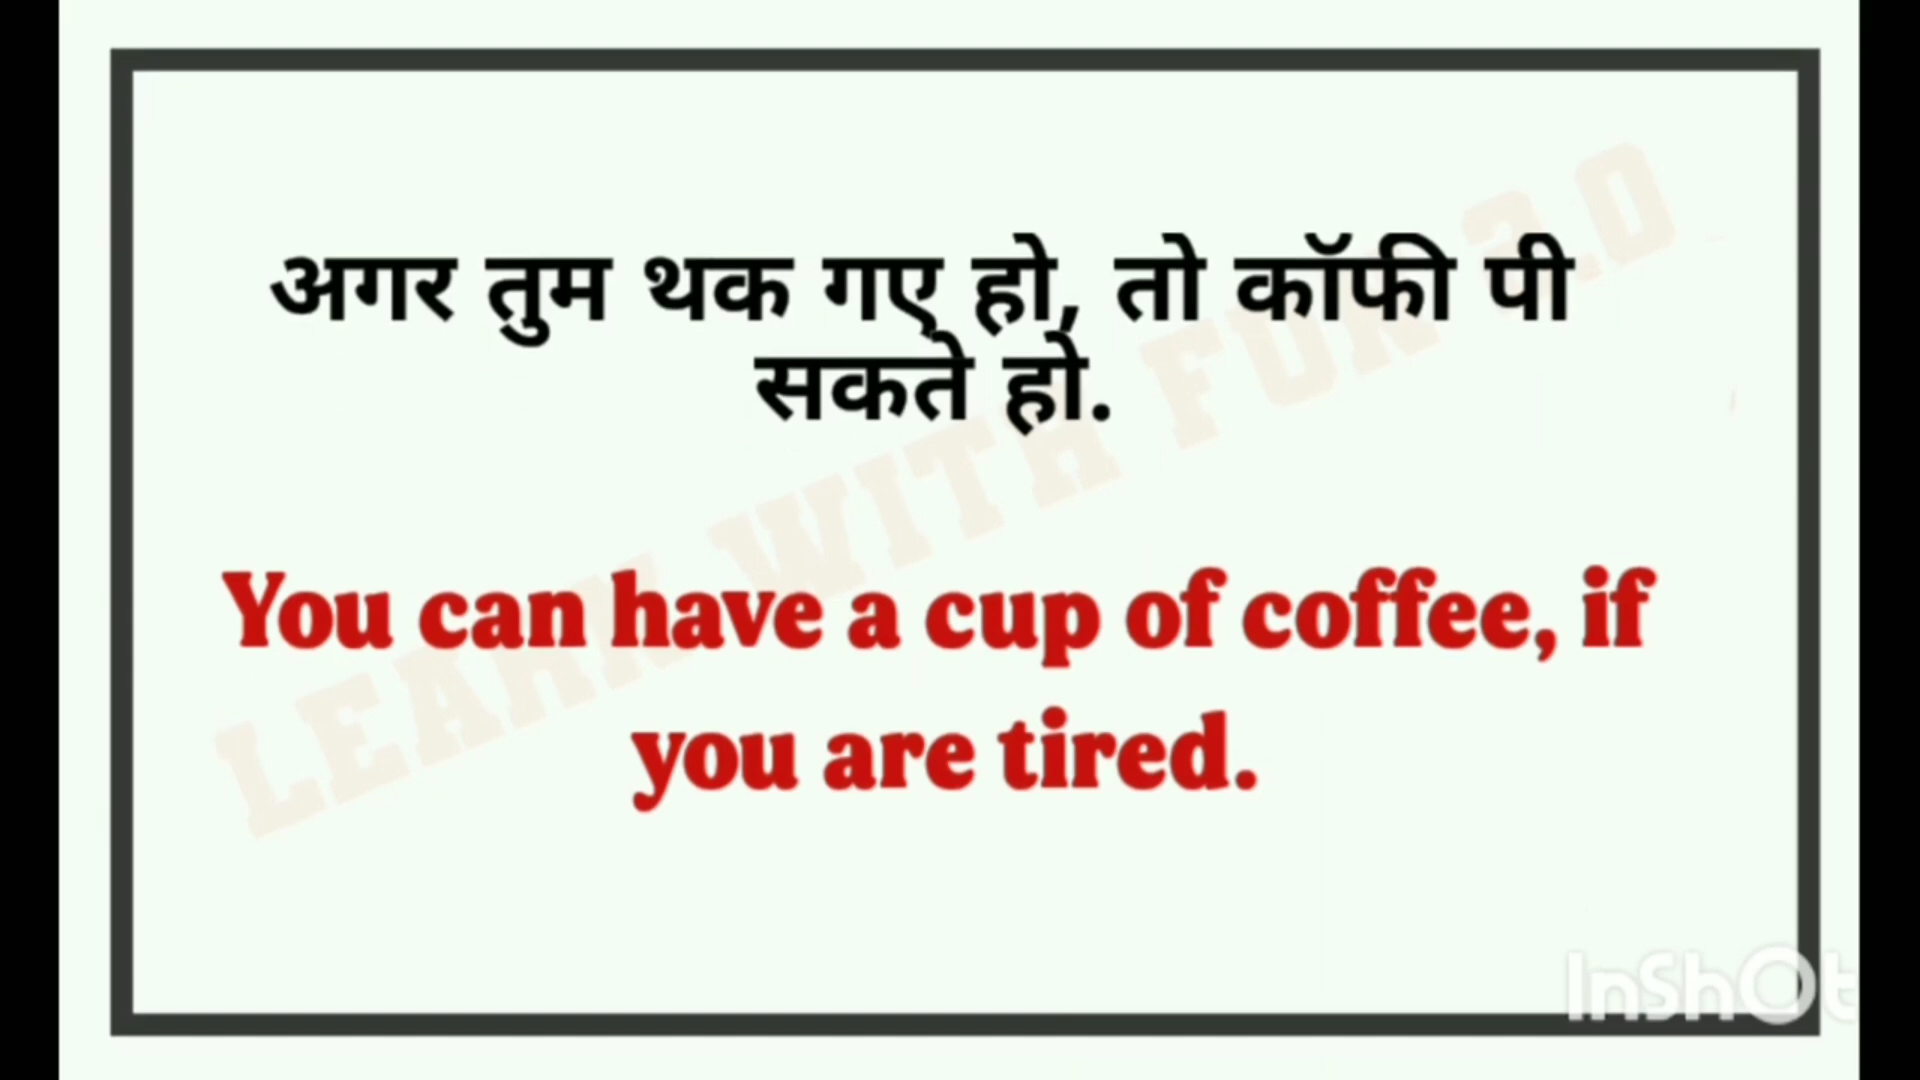 अगर तुम थक गए हो, तो कॉफी पी
सकते हो.
You can have a cup of coffee, if
you are tired.
LEARN WITH FUN 3.0
InShOt